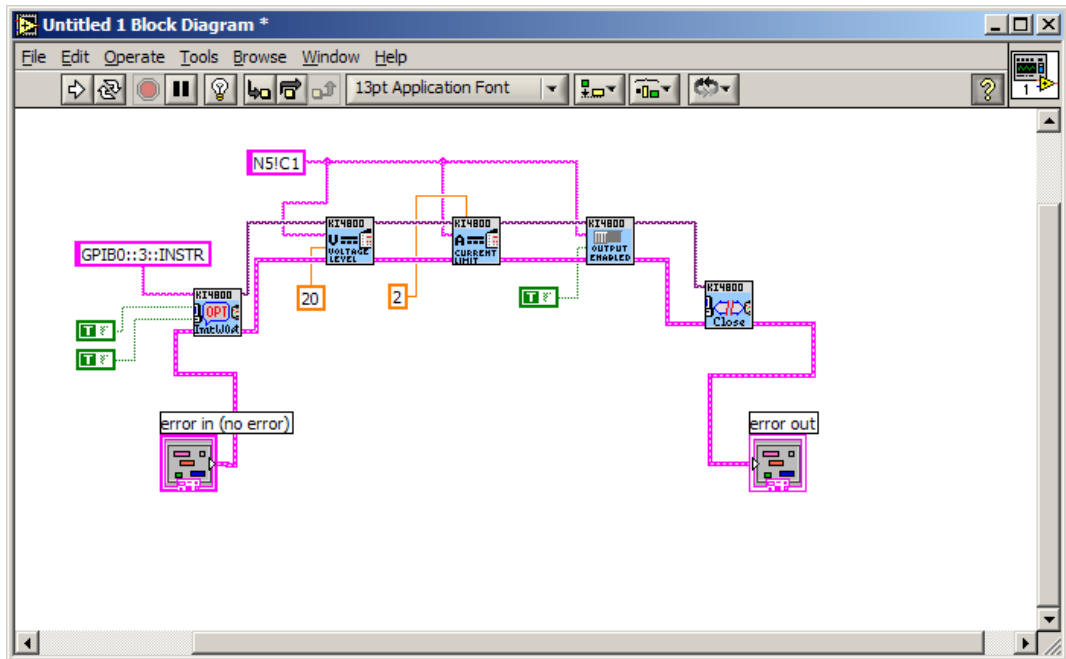 Untitled 1 Block Diagram *
File Edit Operate Tools Browse Window Help
13pt Application Font
1
N5!C1
KI4800
V
VOLTAGE
LEVEL
KI4800
A
CURRENT
LIMIT
KI4800
OUTPUT
ENABLED
GPIB0::3::INSTR
KI4800
OPT
InitWOpt
20
2
T
KI4800
Close
T
T
error in (no error)
error out